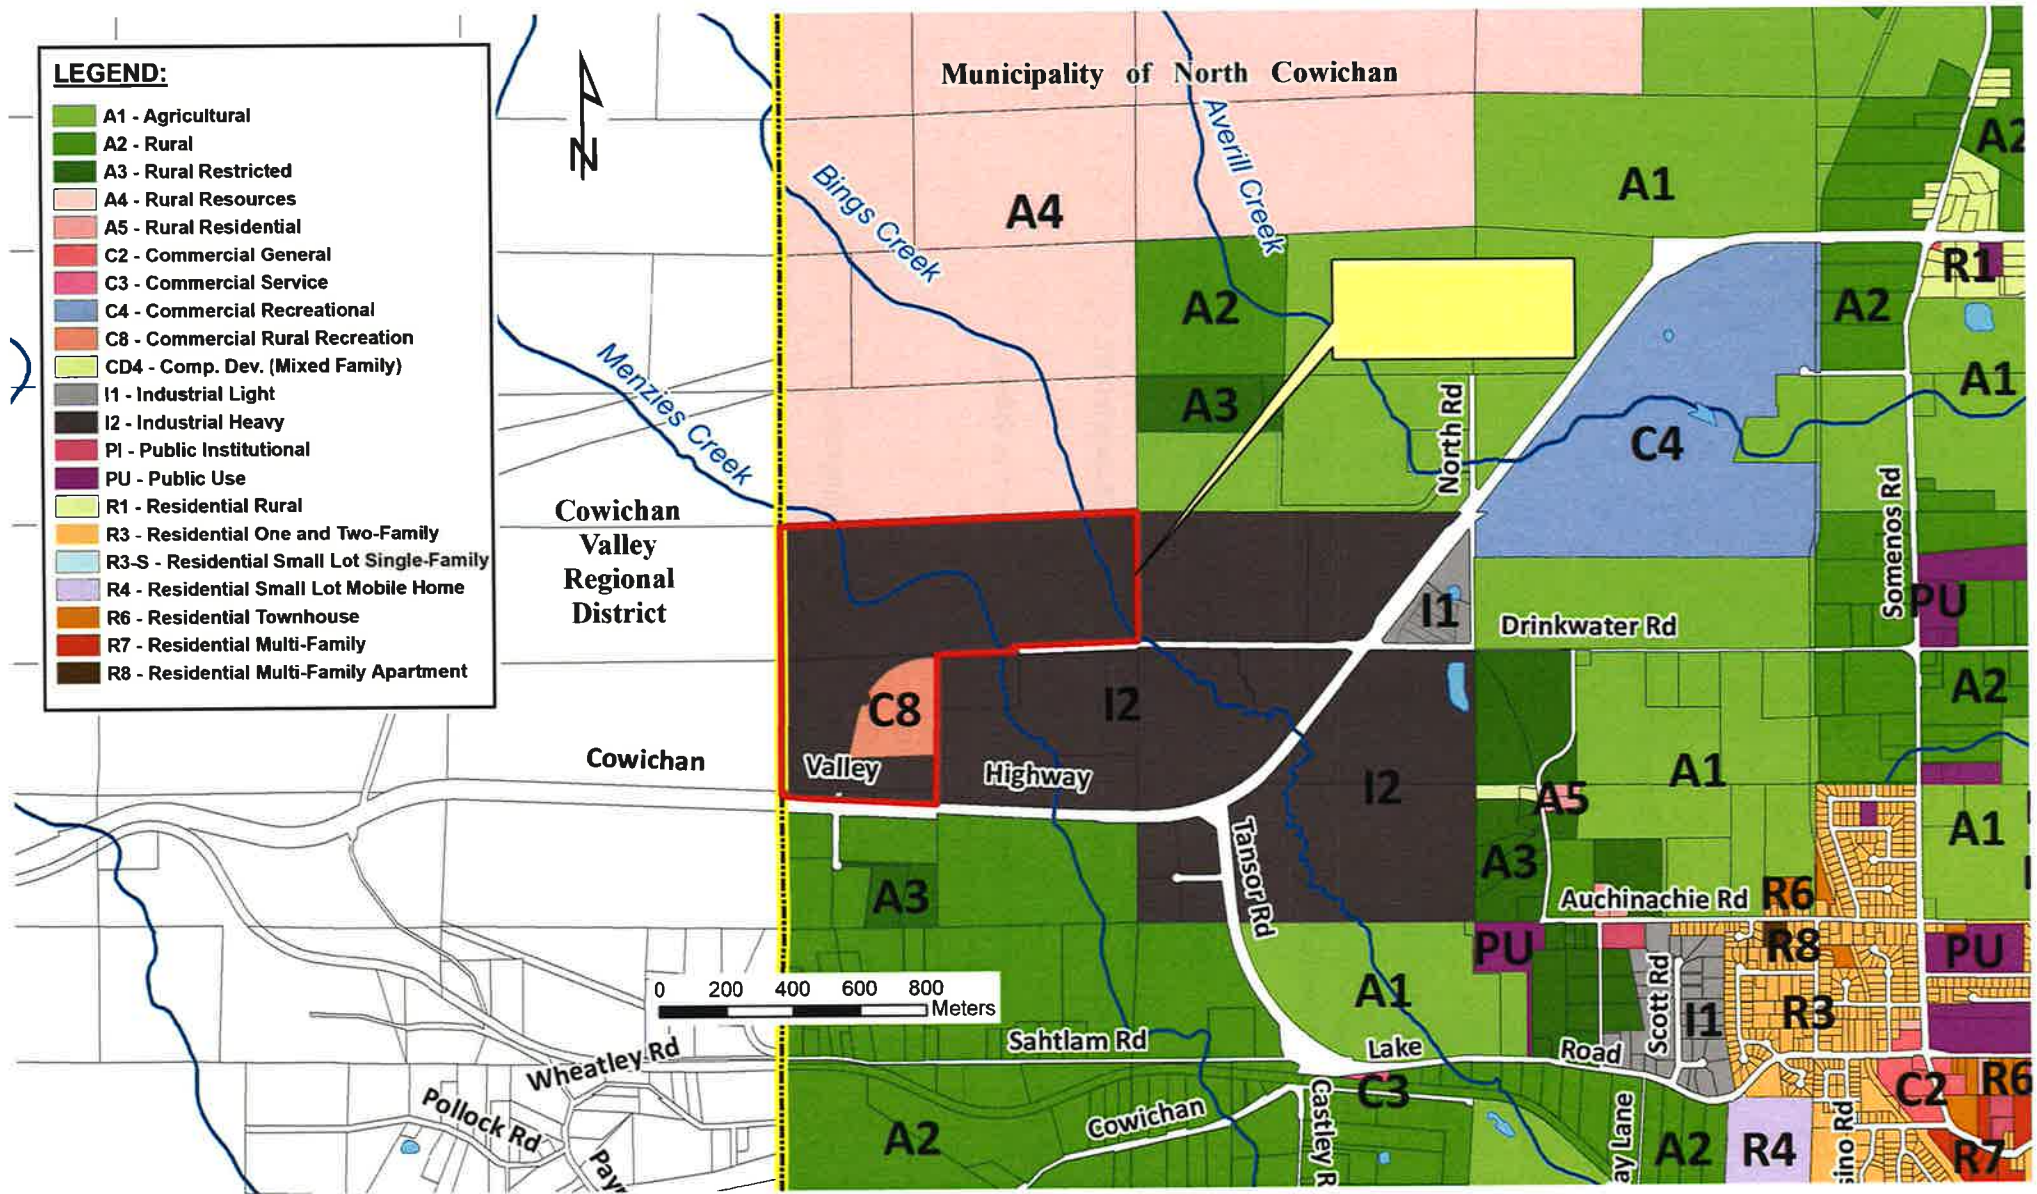 LEGEND:
A1 - Agricultural
A2 - Rural
A3 - Rural Restricted
A4 - Rural Resources
A5 - Rural Residential
C2 - Commercial General
C3 - Commercial Service
C4 - Commercial Recreational
C8 - Commercial Rural Recreation
CD4 - Comp. Dev. (Mixed Family)
I1 - Industrial Light
I2 - Industrial Heavy
PI - Public Institutional
PU - Public Use
R1 - Residential Rural
R3 - Residential One and Two-Family
R3-S - Residential Small Lot Single-Family
R4 - Residential Small Lot Mobile Home
R6 - Residential Townhouse
R7 - Residential Multi-Family
R8 - Residential Multi-Family Apartment
N
Municipality of North Cowichan
Averill Creek
Bings Creek
Menzies Creek
A4
A1
A2
R1
A2
A2
A3
A1
C4
North Rd
Somenos Rd
Cowichan
Valley
Regional
District
I1
Drinkwater Rd
PU
A2
C8
I2
Cowichan
Valley
Highway
I2
A1
A5
A1
Tansor Rd
A3
A3
Auchinachie Rd
R6
R8
PU
PU
A1
Scott Rd
I1
R3
0 200 400 600 800
Meters
Sahtlam Rd
Lake
Road
Wheatley Rd
Pollock Rd
C3
C2
R6
Cowichan
Castley R
ay Lane
A2
A2
R4
sino Rd
R7